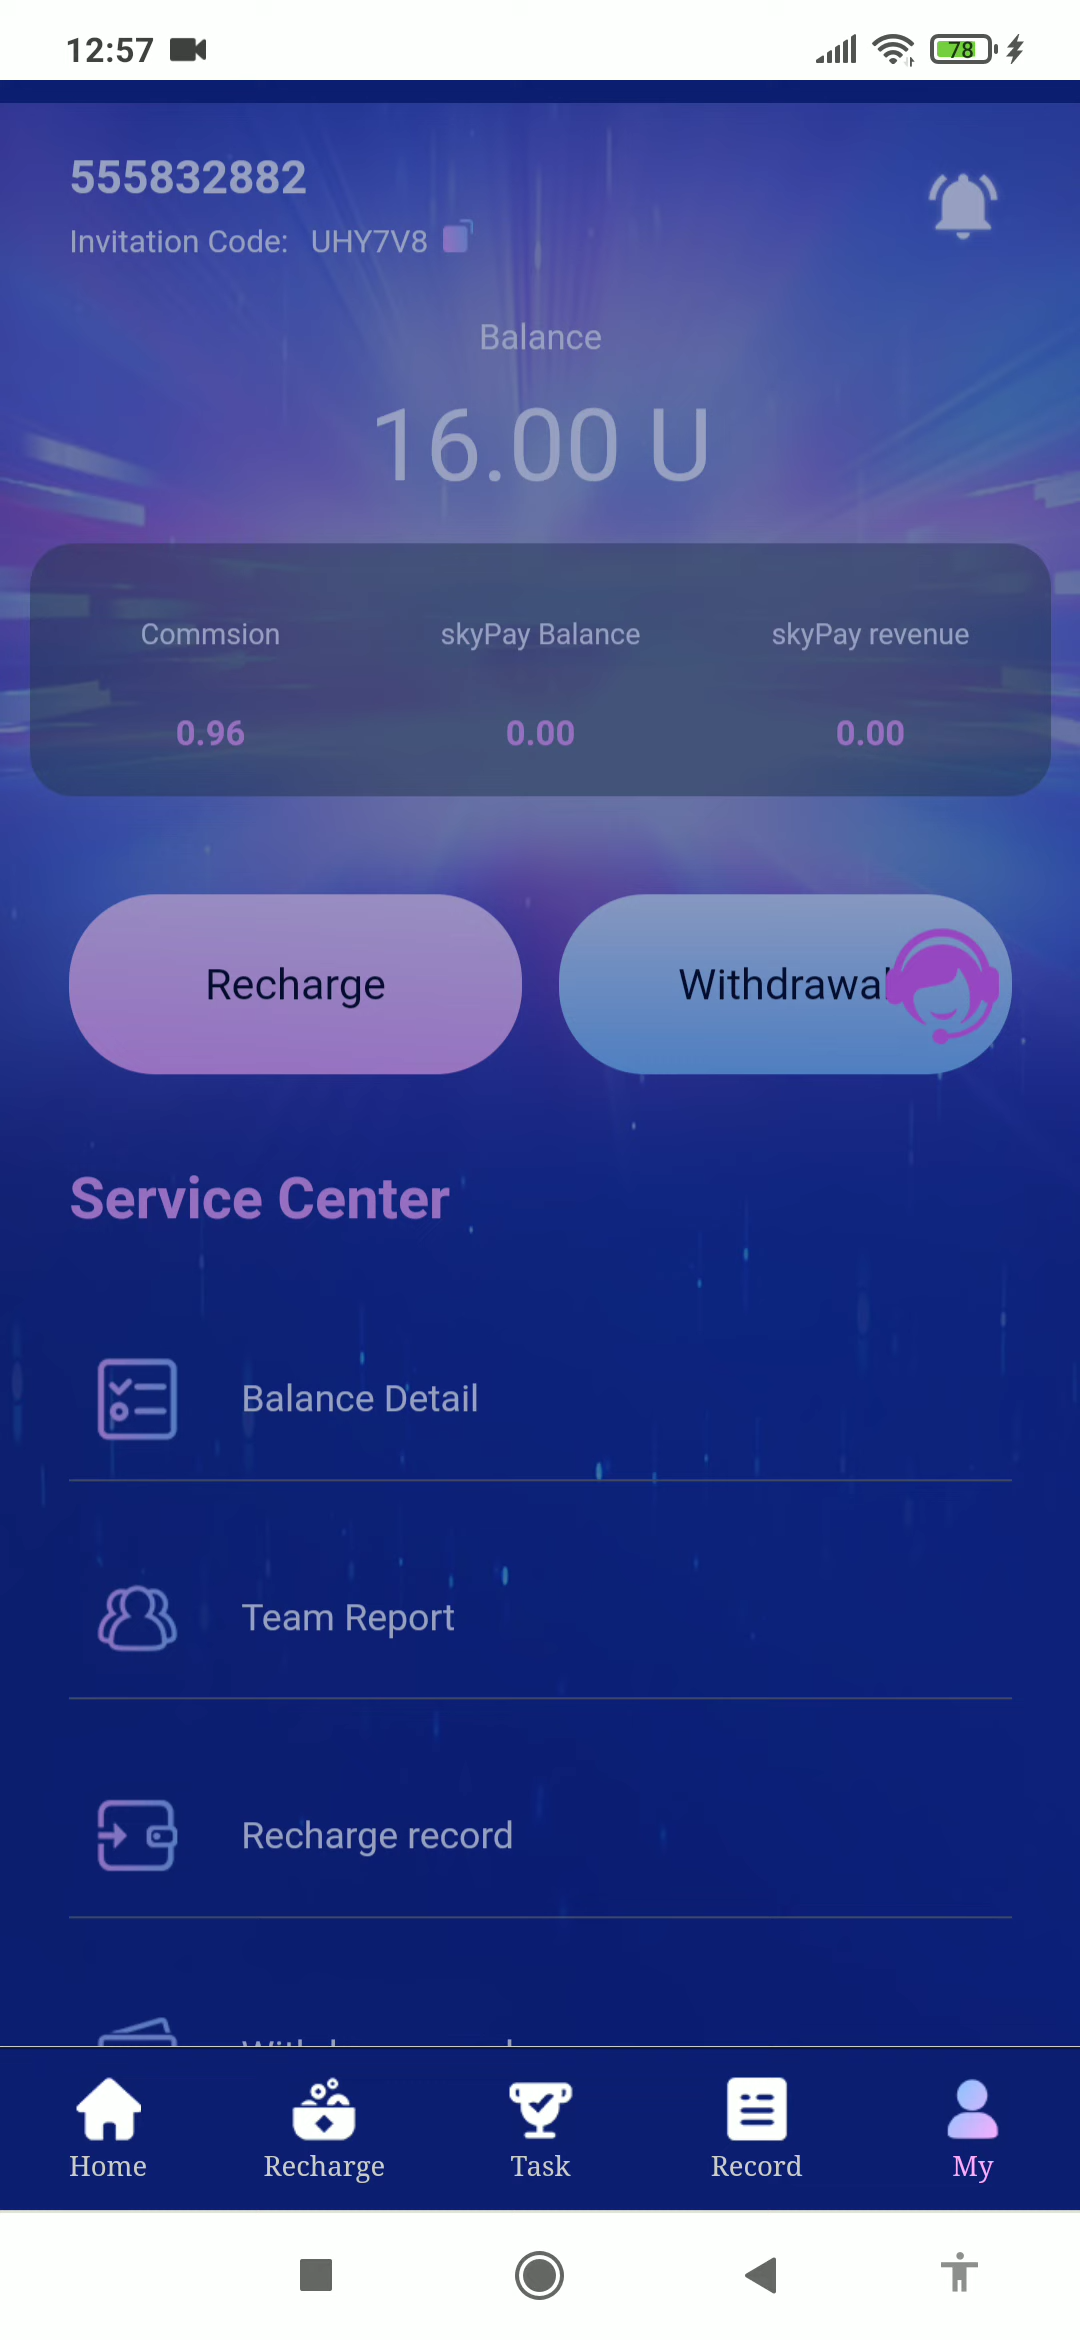 12:57
78
555832882
Invitation Code: UHY7V8
Balance
16.00 U
Commsion skyPay Balance skyPay revenue
0.96 0.00 0.00
Recharge Withdrawal
Service Center
Balance Detail
Team Report
Recharge record
Home Recharge Task Record My